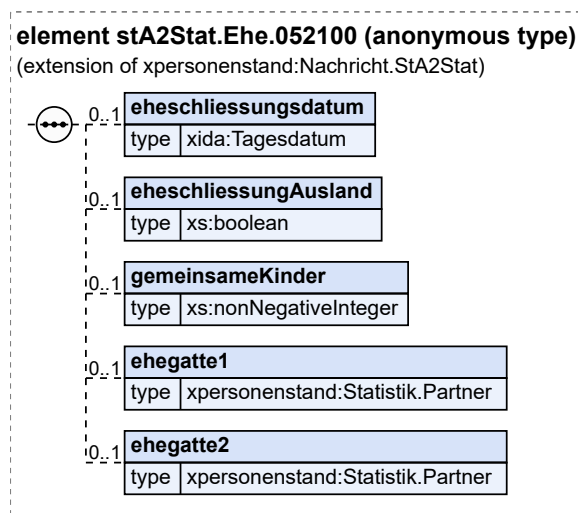 element stA2Stat.Ehe.052100 (anonymous type)
(extension of xpersonenstand:Nachricht.StA2Stat)
0..1 eheschliessungsdatum
type xida:Tagesdatum
0..1 eheschliessungAusland
type xs:boolean
0..1 gemeinsameKinder
type xs:nonNegativeInteger
0..1 ehegatte1
type xpersonenstand:Statistik.Partner
0..1 ehegatte2
type xpersonenstand:Statistik.Partner